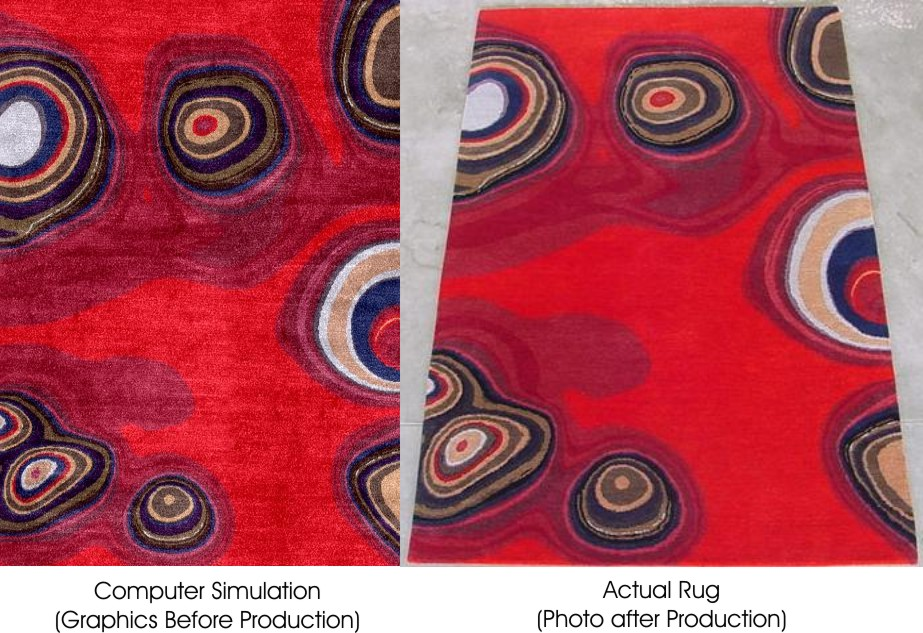 Computer Simulation
(Graphics Before Production)
Actual Rug
(Photo after Production)